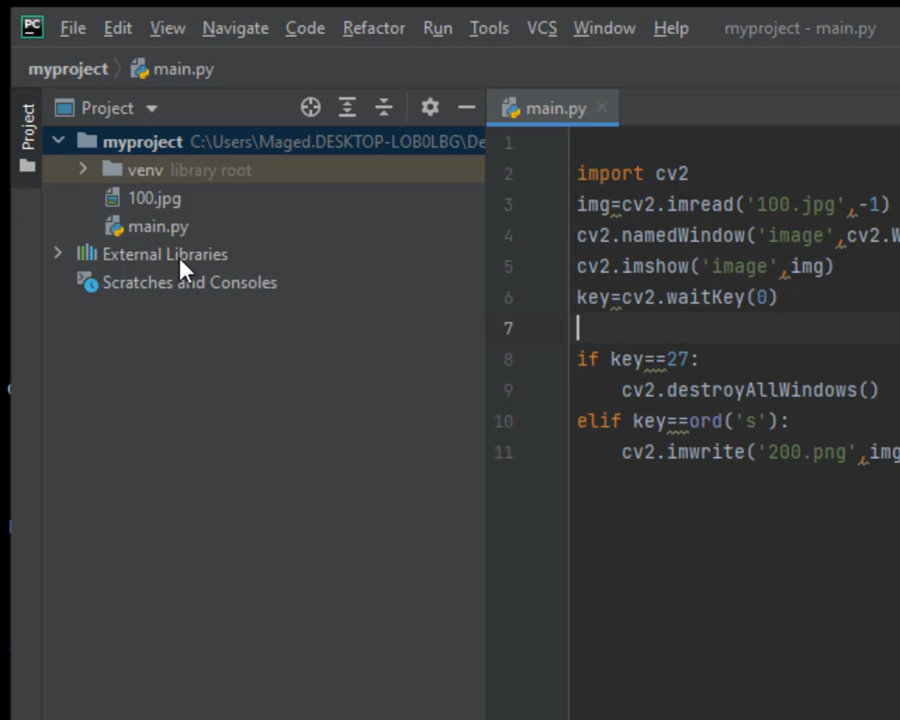 PC File Edit View Navigate Code Refactor Run Tools VCS Window Help myproject - main.py
myproject main.py
Project
Project
main.py
myproject C:\Users\Maged.DESKTOP-LOB0LBG\De
venv library root
100.jpg
main.py
External Libraries
Scratches and Consoles
1
2 import cv2
3 img=cv2.imread('100.jpg',-1)
4 cv2.namedWindow('image',cv2.W
5 cv2.imshow('image',img)
6 key=cv2.waitKey(0)
7
8 if key==27:
9 cv2.destroyAllWindows()
10 elif key==ord('s'):
11 cv2.imwrite('200.png',img